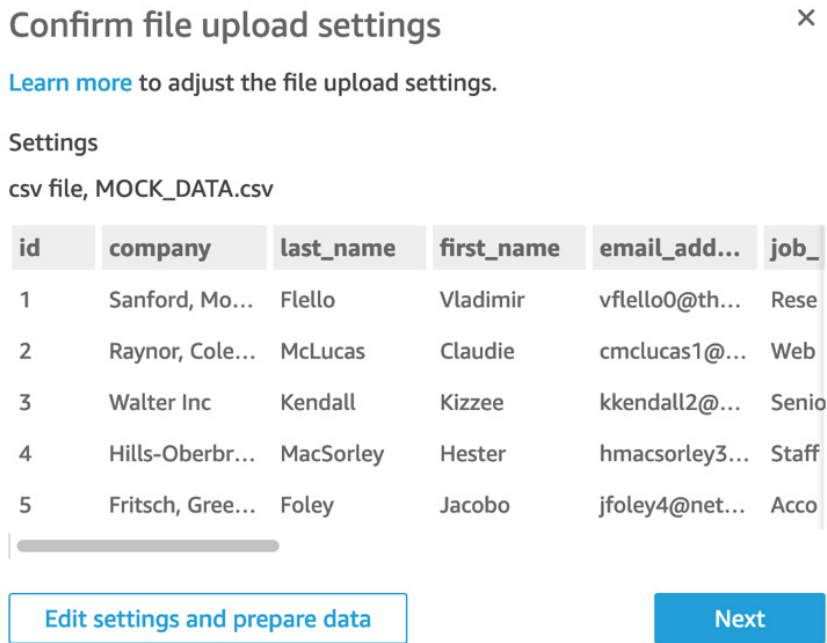 Confirm file upload settings ×
Learn more to adjust the file upload settings.
Settings
csv file, MOCK_DATA.csv
id company last_name first_name email_add... job_
1 Sanford, Mo... Flello Vladimir vflello0@th... Rese
2 Raynor, Cole... McLucas Claudie cmclucas1@... Web
3 Walter Inc Kendall Kizzee kkendall2@... Senio
4 Hills-Oberbr... MacSorley Hester hmacsorley3... Staff
5 Fritsch, Gree... Foley Jacobo jfoley4@net... Acco
Edit settings and prepare data Next